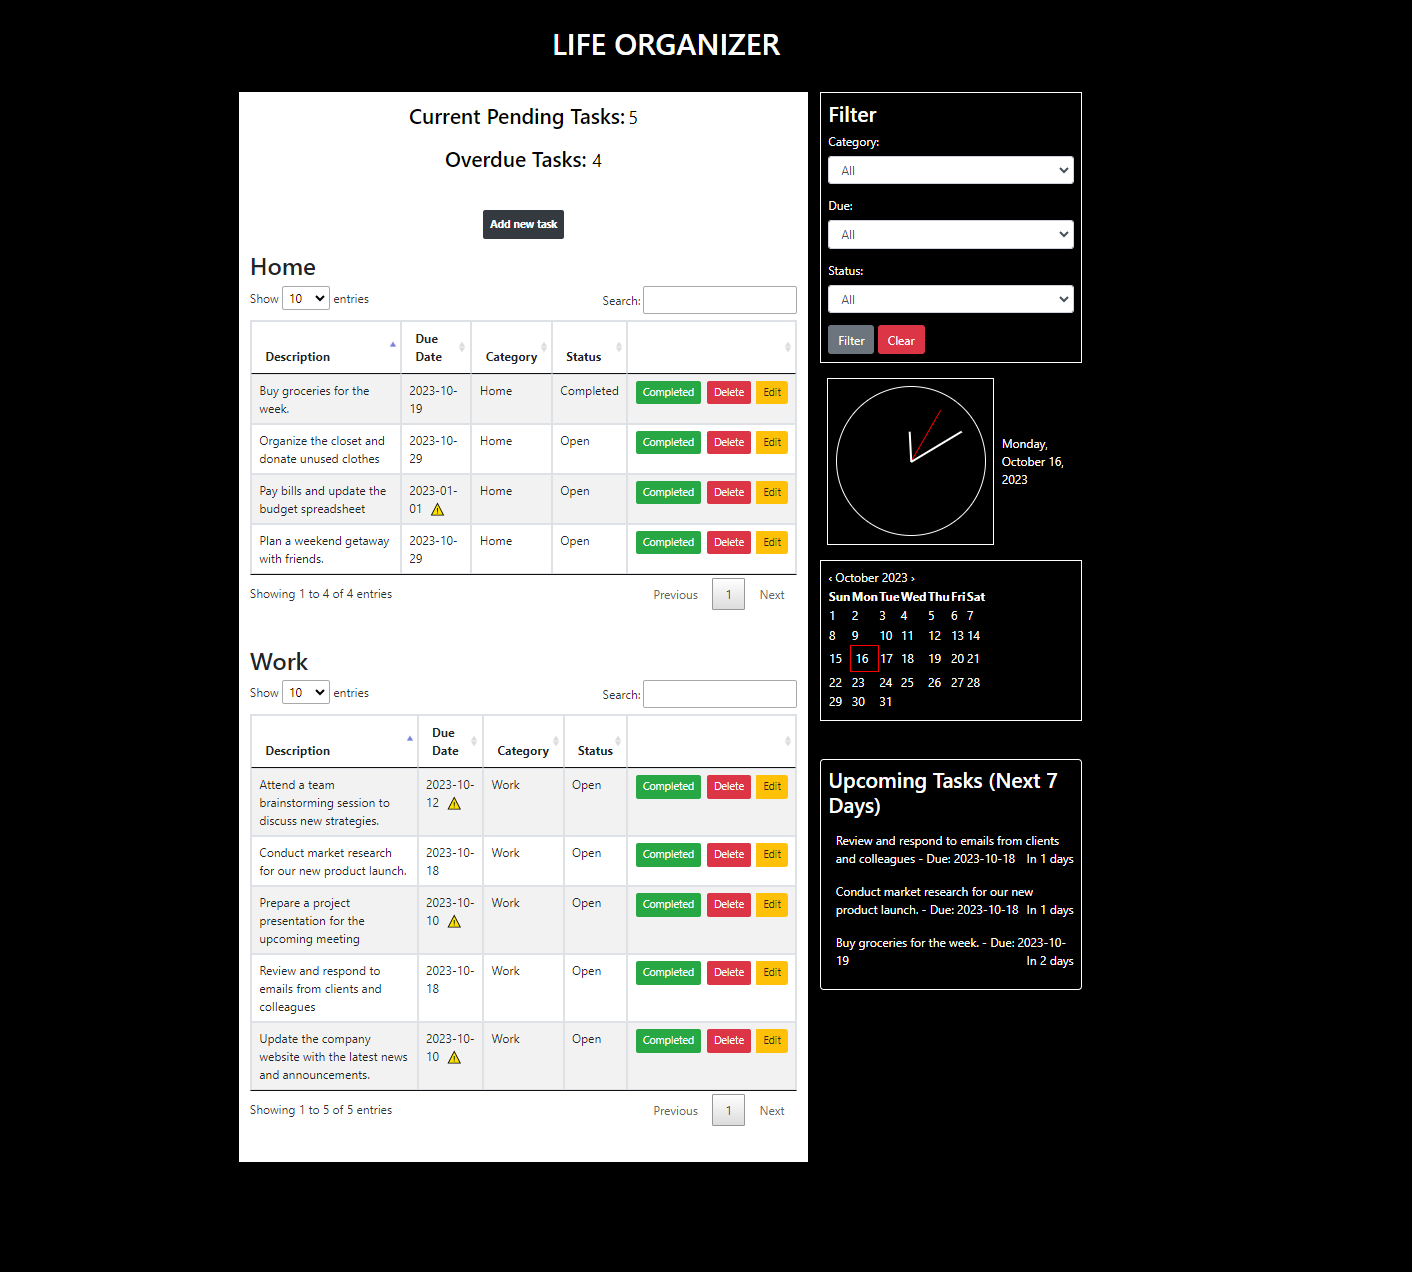 LIFE ORGANIZER
Current Pending Tasks: 5
Overdue Tasks: 4
Add new task
Home
Show 10 entries
Search:
Description
Due
Date
Category
Status
Buy groceries for the
week.
2023-10-
19
Home
Completed
Completed Delete Edit
Organize the closet and
donate unused clothes
2023-10-
29
Home
Open
Completed Delete Edit
Pay bills and update the
budget spreadsheet
2023-01-
01
Home
Open
Completed Delete Edit
Plan a weekend getaway
with friends.
2023-10-
29
Home
Open
Completed Delete Edit
Showing 1 to 4 of 4 entries
Previous 1 Next
Work
Show 10 entries
Search:
Description
Due
Date
Category
Status
Attend a team
brainstorming session to
discuss new strategies.
2023-10-
12
Work
Open
Completed Delete Edit
Conduct market research
for our new product launch.
2023-10-
18
Work
Open
Completed Delete Edit
Prepare a project
presentation for the
upcoming meeting
2023-10-
10
Work
Open
Completed Delete Edit
Review and respond to
emails from clients and
colleagues
2023-10-
18
Work
Open
Completed Delete Edit
Update the company
website with the latest news
and announcements.
2023-10-
10
Work
Open
Completed Delete Edit
Showing 1 to 5 of 5 entries
Previous 1 Next
Filter
Category:
All
Due:
All
Status:
All
Filter Clear
Monday,
October 16,
2023
‹ October 2023 ›
Sun Mon Tue Wed Thu Fri Sat
1 2 3 4 5 6 7
8 9 10 11 12 13 14
15 16 17 18 19 20 21
22 23 24 25 26 27 28
29 30 31
Upcoming Tasks (Next 7
Days)
Review and respond to emails from clients
and colleagues - Due: 2023-10-18 In 1 days
Conduct market research for our new
product launch. - Due: 2023-10-18 In 1 days
Buy groceries for the week. - Due: 2023-10-
19 In 2 days